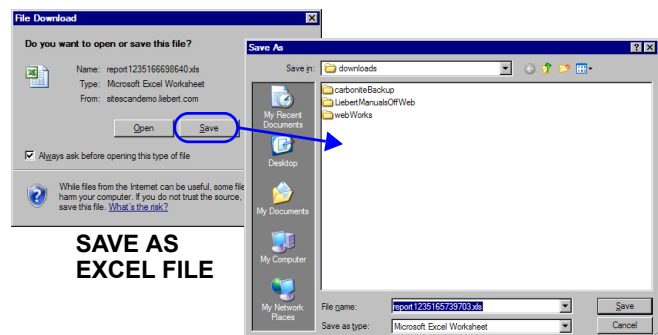 File Download
Do you want to open or save this file?
Name: report1235166698640.xls
Type: Microsoft Excel Worksheet
From: sitescandemo.liebert.com
Open
Save
Always ask before opening this type of file
While files from the Internet can be useful, some file
harm your computer. If you do not trust the source,
save this file. What's the risk?
SAVE AS
EXCEL FILE
Save As
Save in:
downloads
My Recent
Documents
Desktop
My Documents
My Computer
My Network
Places
carboniteBackup
LiebertManualsOffWeb
webWorks
File name:
report1235165739703.xls
Save
Save as type:
Microsoft Excel Worksheet
Cancel